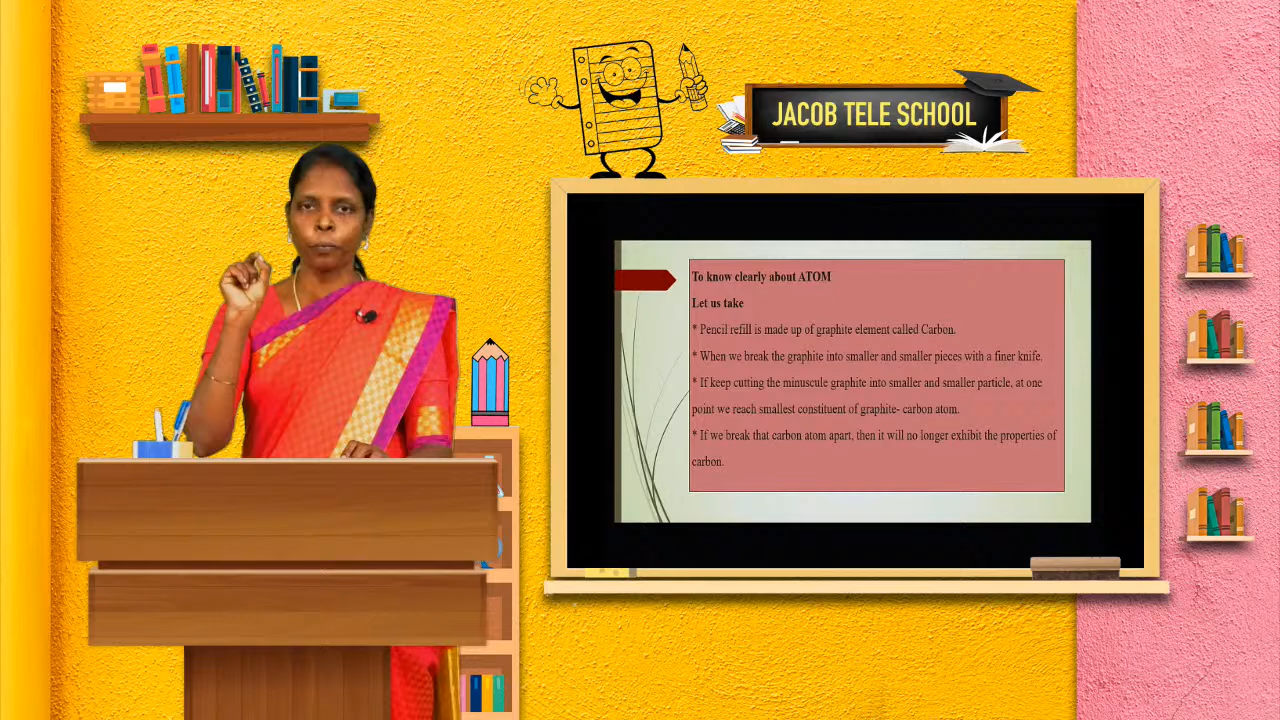 JACOB TELE SCHOOL
To know clearly about ATOM
Let us take
* Pencil refill is made up of graphite element called Carbon.
* When we break the graphite into smaller and smaller pieces with a finer knife.
* If keep cutting the minuscule graphite into smaller and smaller particle, at one
point we reach smallest constituent of graphite- carbon atom.
* If we break that carbon atom apart, then it will no longer exhibit the properties of
carbon.